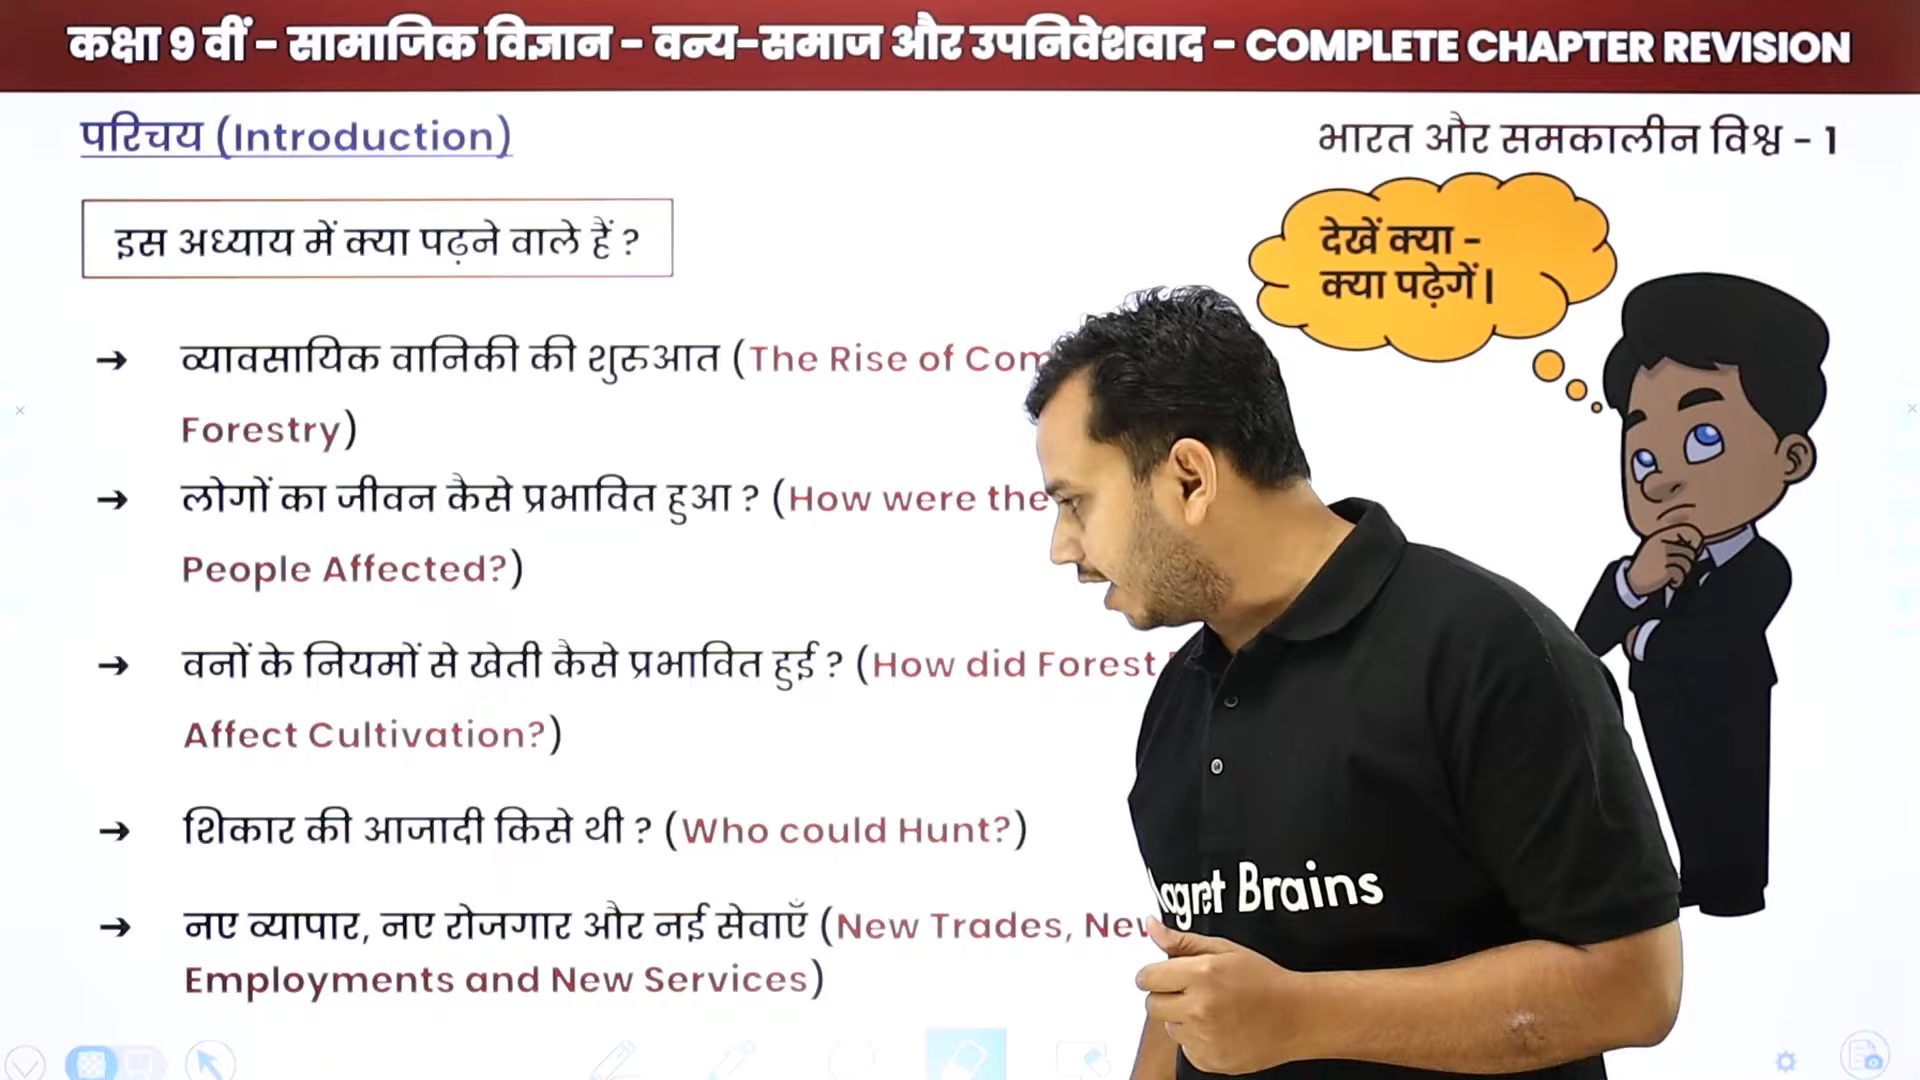 कक्षा 9 वीं - सामाजिक विज्ञान - वन्य-समाज और उपनिवेशवाद - COMPLETE CHAPTER REVISION
परिचय (Introduction)
भारत और समकालीन विश्व - 1
इस अध्याय में क्या पढ़ने वाले हैं ?
देखें क्या -
क्या पढ़ेगें|
→ व्यावसायिक वानिकी की शुरुआत (The Rise of
Forestry)
→ लोगों का जीवन कैसे प्रभावित हुआ ? (How were the
People Affected?)
→ वनों के नियमों से खेती कैसे प्रभावित हुई ? (How did Forest
Affect Cultivation?)
→ शिकार की आजादी किसे थी ? (Who could Hunt?)
→ नए व्यापार, नए रोजगार और नई सेवाएँ (New Trades,
Employments and New Services)
Brains